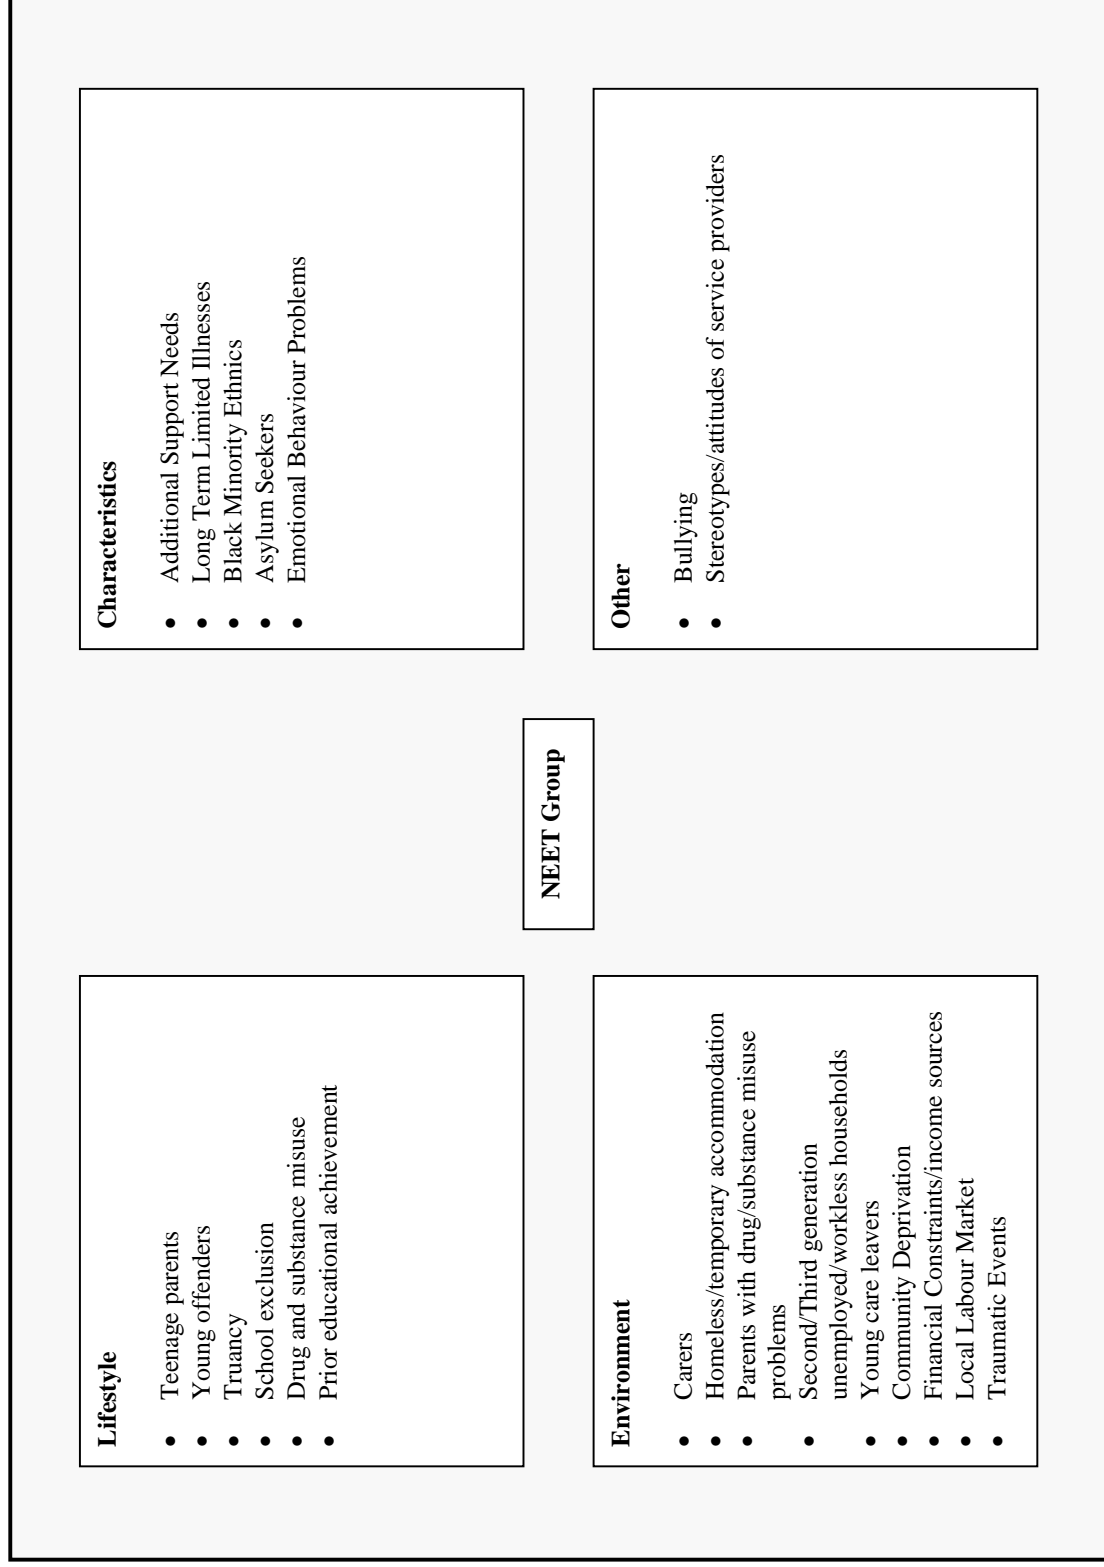 Lifestyle
• Teenage parents
• Young offenders
• Truancy
• School exclusion
• Drug and substance misuse
• Prior educational achievement
Characteristics
• Additional Support Needs
• Long Term Limited Illnesses
• Black Minority Ethnics
• Asylum Seekers
• Emotional Behaviour Problems
NEET Group
Environment
• Carers
• Homeless/temporary accommodation
• Parents with drug/substance misuse
problems
• Second/Third generation
unemployed/workless households
• Young care leavers
• Community Deprivation
• Financial Constraints/income sources
• Local Labour Market
• Traumatic Events
Other
• Bullying
• Stereotypes/attitudes of service providers